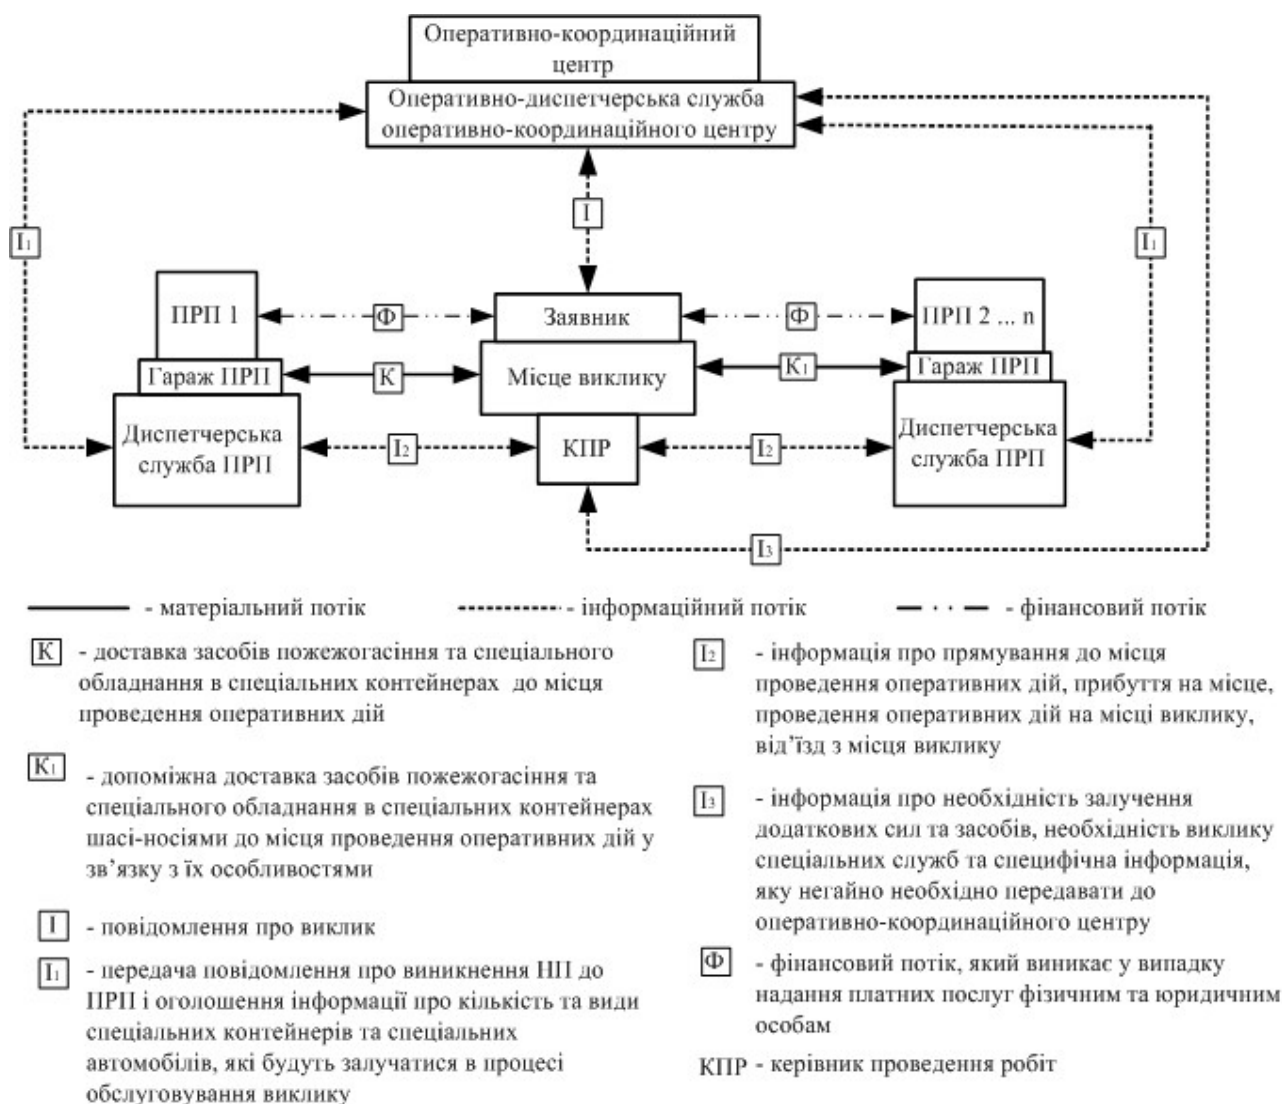 Оперативно-координаційний
центр
Оперативно-диспетчерська служба
оперативно-координаційного центру
І
І₁
І₁
ПРП 1
Ф
Заявник
Ф
ПРП 2 ... n
Гараж ПРП
К
Місце виклику
К₁
Гараж ПРП
Диспетчерська
служба ПРП
І₂
КПР
І₂
Диспетчерська
служба ПРП
І₃
- матеріальний потік
- інформаційний потік
- фінансовий потік
К - доставка засобів пожежогасіння та спеціального
обладнання в спеціальних контейнерах до місця
проведення оперативних дій
К₁ - допоміжна доставка засобів пожежогасіння та
спеціального обладнання в спеціальних контейнерах
шасі-носіями до місця проведення оперативних дій у
зв’язку з їх особливостями
І - повідомлення про виклик
І₁ - передача повідомлення про виникнення НП до
ПРП і оголошення інформації про кількість та види
спеціальних контейнерів та спеціальних
автомобілів, які будуть залучатися в процесі
обслуговування виклику
І₂ - інформація про прямування до місця
проведення оперативних дій, прибуття на місце,
проведення оперативних дій на місці виклику,
від’їзд з місця виклику
І₃ - інформація про необхідність залучення
додаткових сил та засобів, необхідність виклику
спеціальних служб та специфічна інформація,
яку негайно необхідно передавати до
оперативно-координаційного центру
Ф - фінансовий потік, який виникає у випадку
надання платних послуг фізичним та юридичним
особам
КПР - керівник проведення робіт